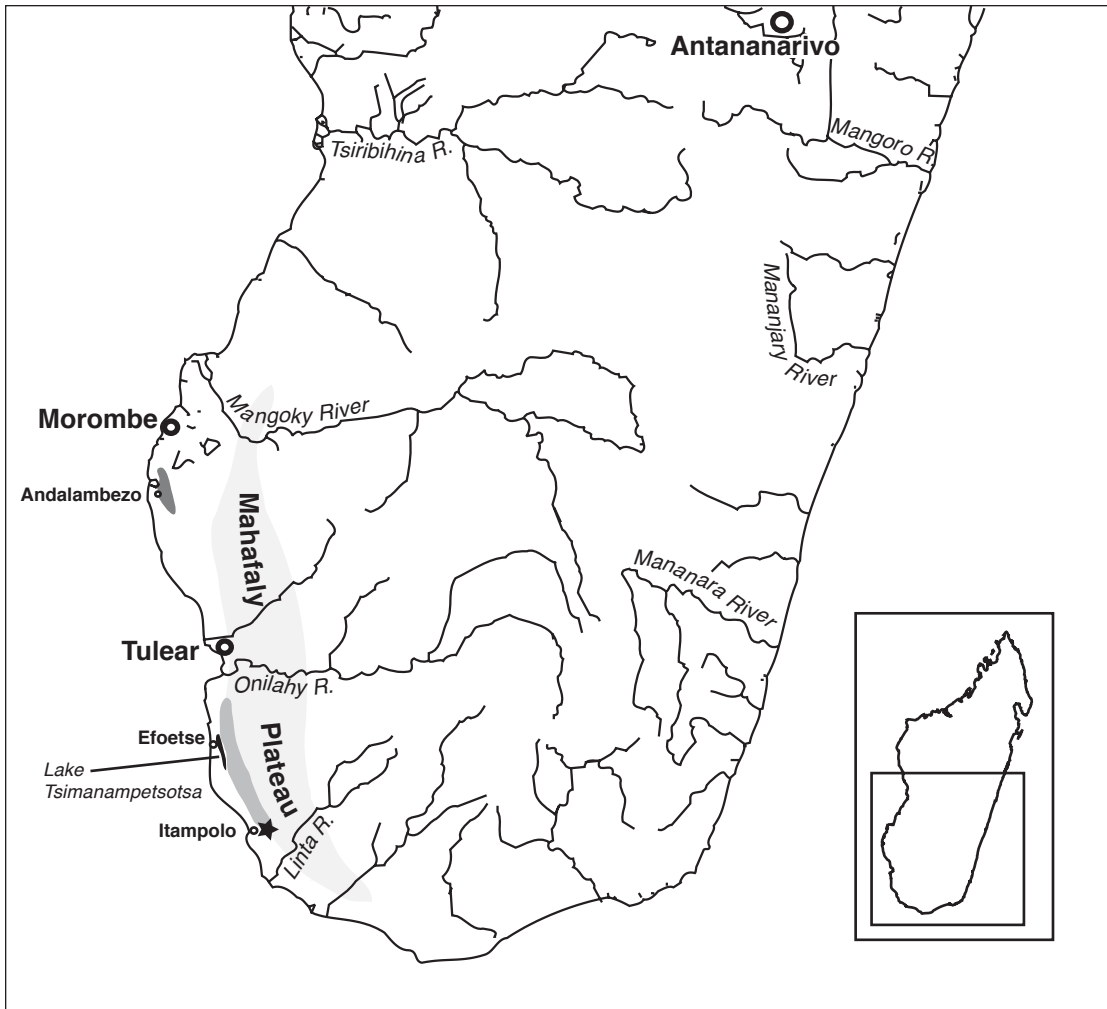 Antananarivo
Mangoro R.
Tsiribihina R.
Mananjary
River
Mangoky River
Morombe
Andalambezo
Mahafaly
Mananara River
Tulear
Onilahy R.
Plateau
Efoetse
Lake
Tsimanampetsotsa
Itampolo
Linta R.